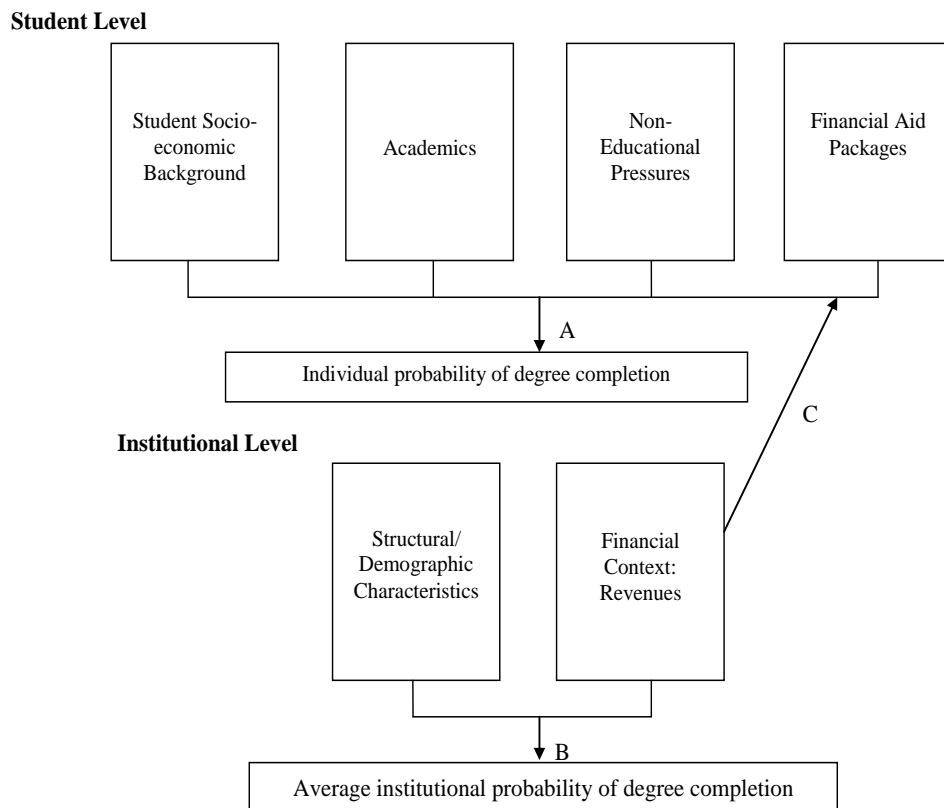 Student Level
Student Socio-
economic
Background
Academics
Non-
Educational
Pressures
Financial Aid
Packages
A
Individual probability of degree completion
C
Institutional Level
Structural/
Demographic
Characteristics
Financial
Context:
Revenues
B
Average institutional probability of degree completion